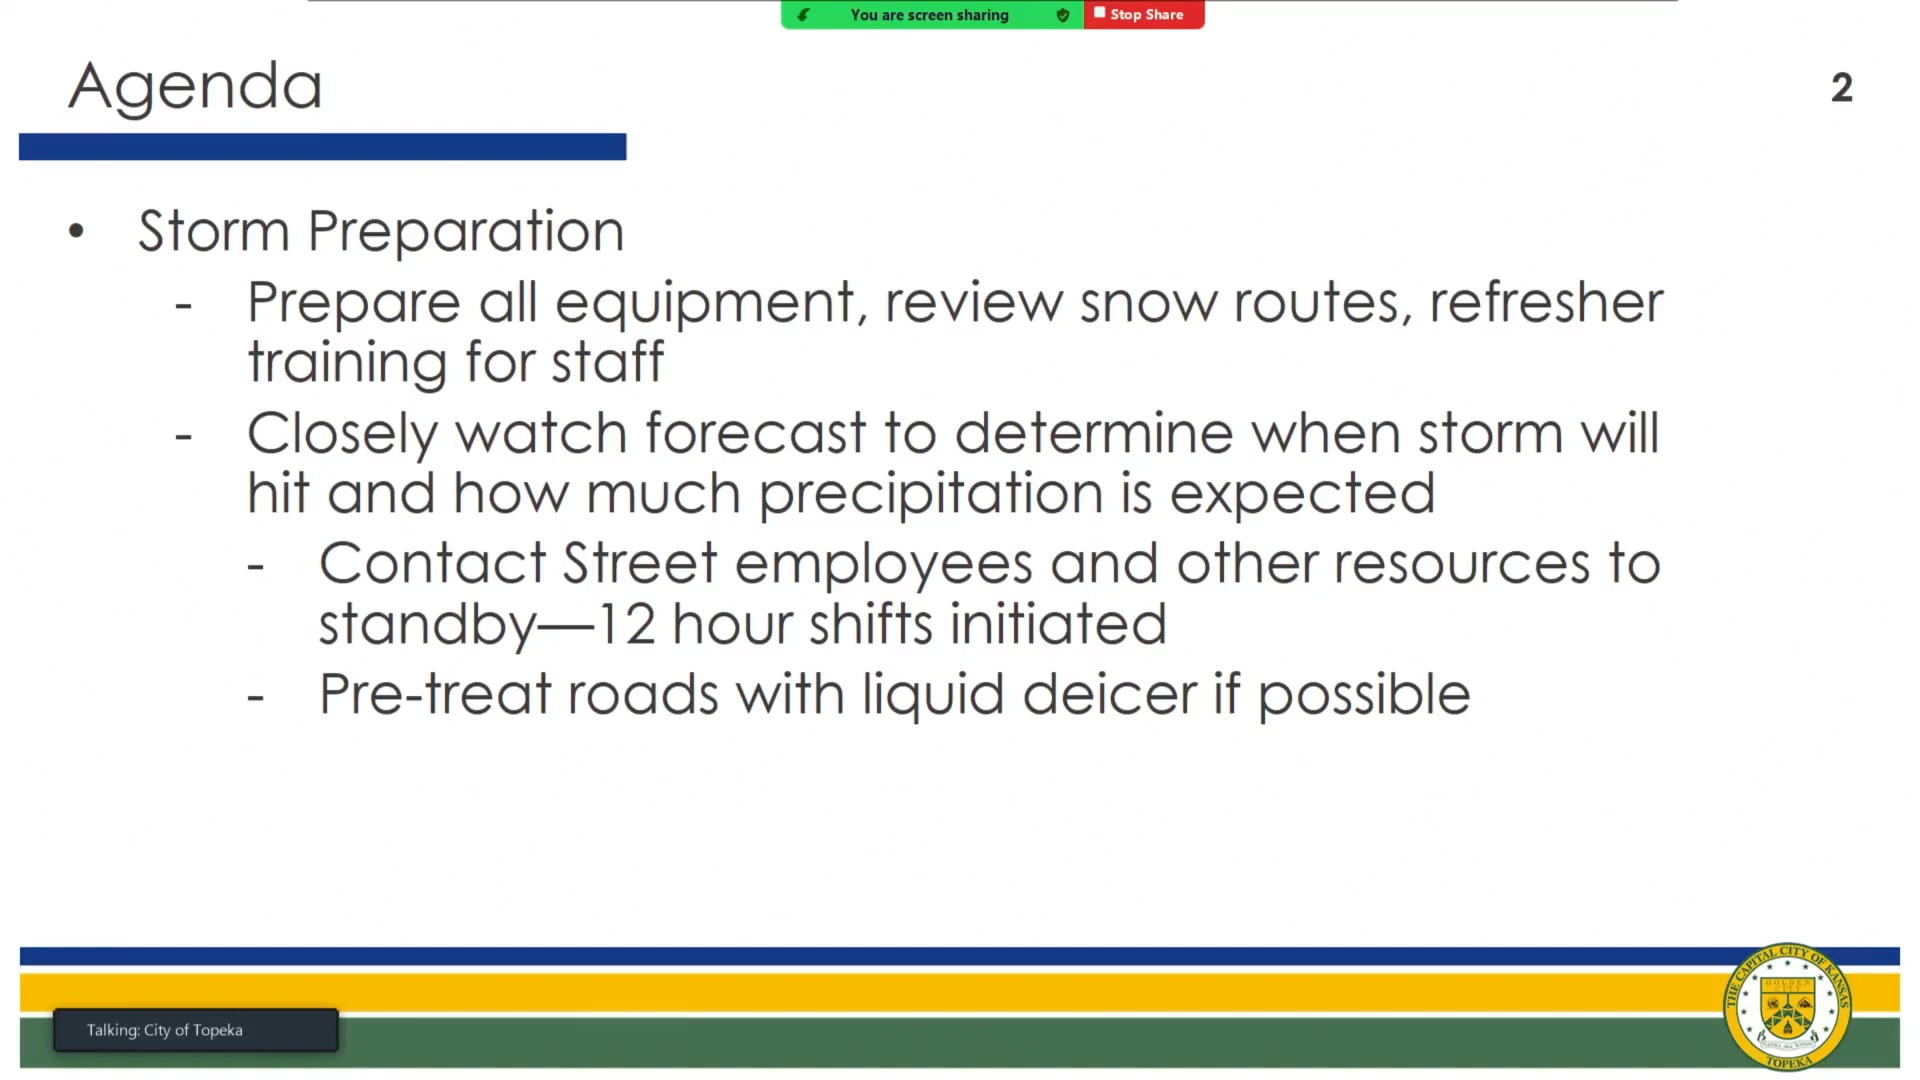 You are screen sharing
Stop Share
Agenda
2
• Storm Preparation
- Prepare all equipment, review snow routes, refresher
training for staff
- Closely watch forecast to determine when storm will
hit and how much precipitation is expected
- Contact Street employees and other resources to
standby—12 hour shifts initiated
- Pre-treat roads with liquid deicer if possible
Talking: City of Topeka
THE CAPITAL CITY OF KANSAS
GOLDEN
CITY
TOPEKA